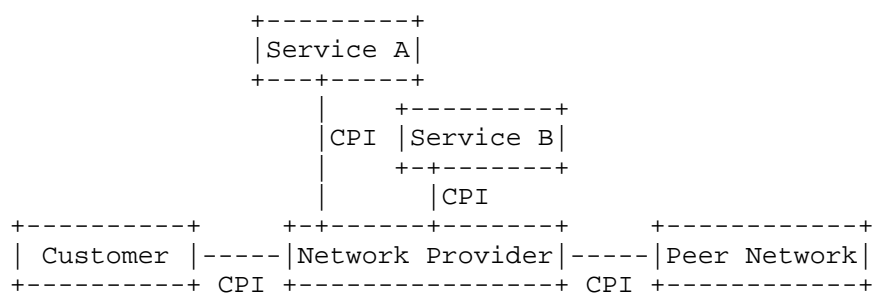 Service A
CPI Service B
CPI
Customer Network Provider Peer Network
CPI CPI